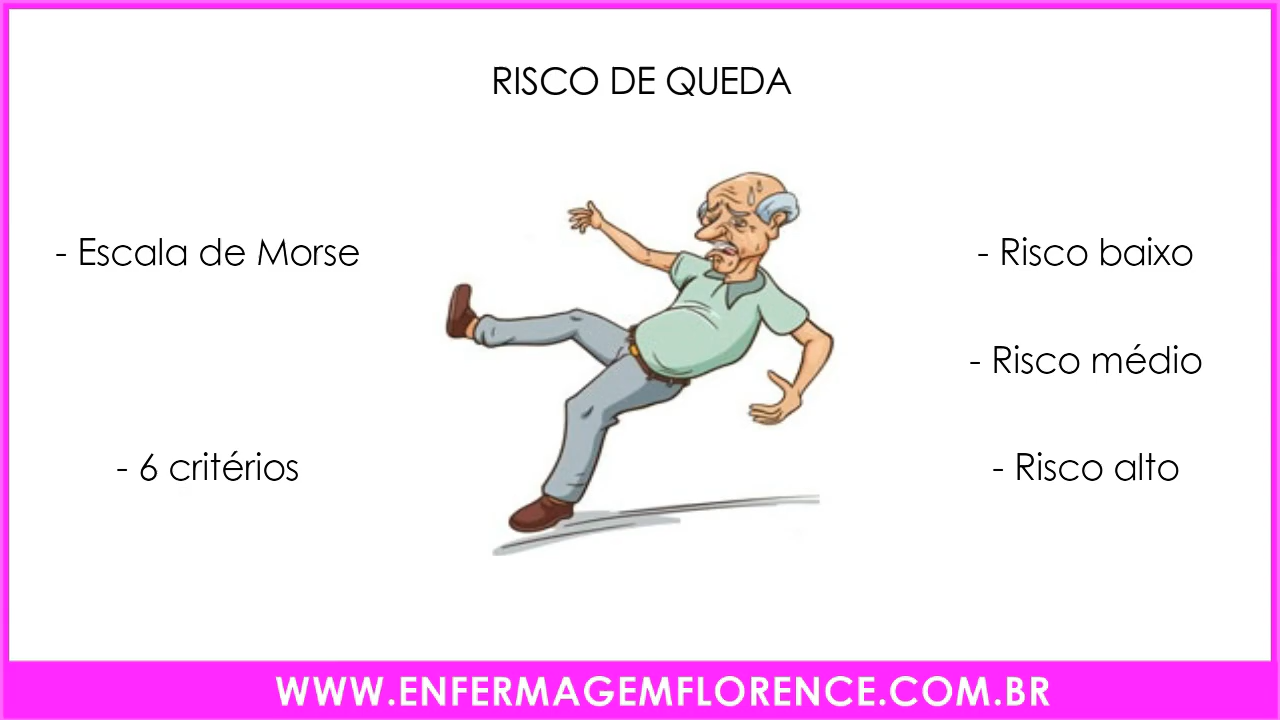 RISCO DE QUEDA
- Escala de Morse
- 6 critérios
- Risco baixo
- Risco médio
- Risco alto
WWW.ENFERMAGEMFLORENCE.COM.BR